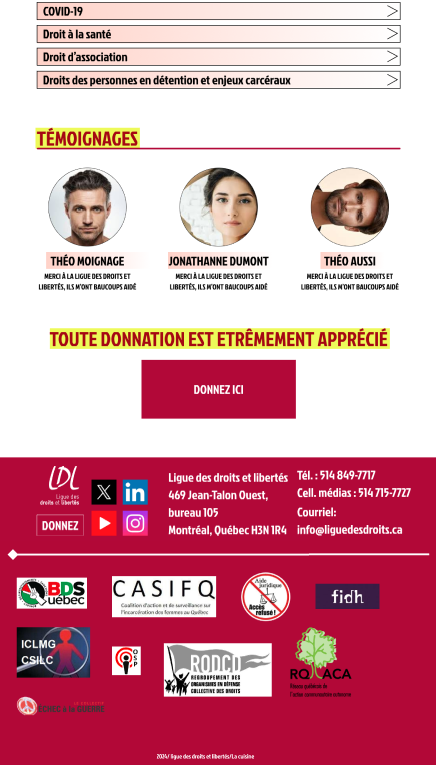 COVID-19
Droit à la santé
Droit d'association
Droits des personnes en détention et enjeux carcéraux
TÉMOIGNAGES
THÉO MOIGNAGE
MERCI À LA LIGUE DES DROITS ET
LIBERTÉS, ILS M'ONT BAUCOUPS AIDÉ
JONATHANNE DUMONT
MERCI À LA LIGUE DES DROITS ET
LIBERTÉS, ILS M'ONT BAUCOUPS AIDÉ
THÉO AUSSI
MERCI À LA LIGUE DES DROITS ET
LIBERTÉS, ILS M'ONT BAUCOUPS AIDÉ
TOUTE DONNATION EST ETRÊMEMENT APPRÉCIÉ
DONNEZ ICI
LDL
Ligue des
droits et libertés
DONNEZ
Ligue des droits et libertés
469 Jean-Talon Ouest,
bureau 105
Montréal, Québec H3N 1R4
Tél. : 514 849-7717
Cell. médias : 514 715-7727
Courriel:
info@liguedesdroits.ca
BDS
Québec
CASIFQ
Coalition d'action et de surveillance sur
l'incarcération des femmes au Québec
Aide
juridique
Accès
refusé !
fidh
ICLMG
CSILC
OSP
RODCD
REGROUPEMENT DES
ORGANISMES EN DÉFENSE
COLLECTIVE DES DROITS
RQ ACA
Réseau québécois de
l'action communautaire autonome
LE COLLECTIF
2024/ ligue des droits et libertés/La cuisine